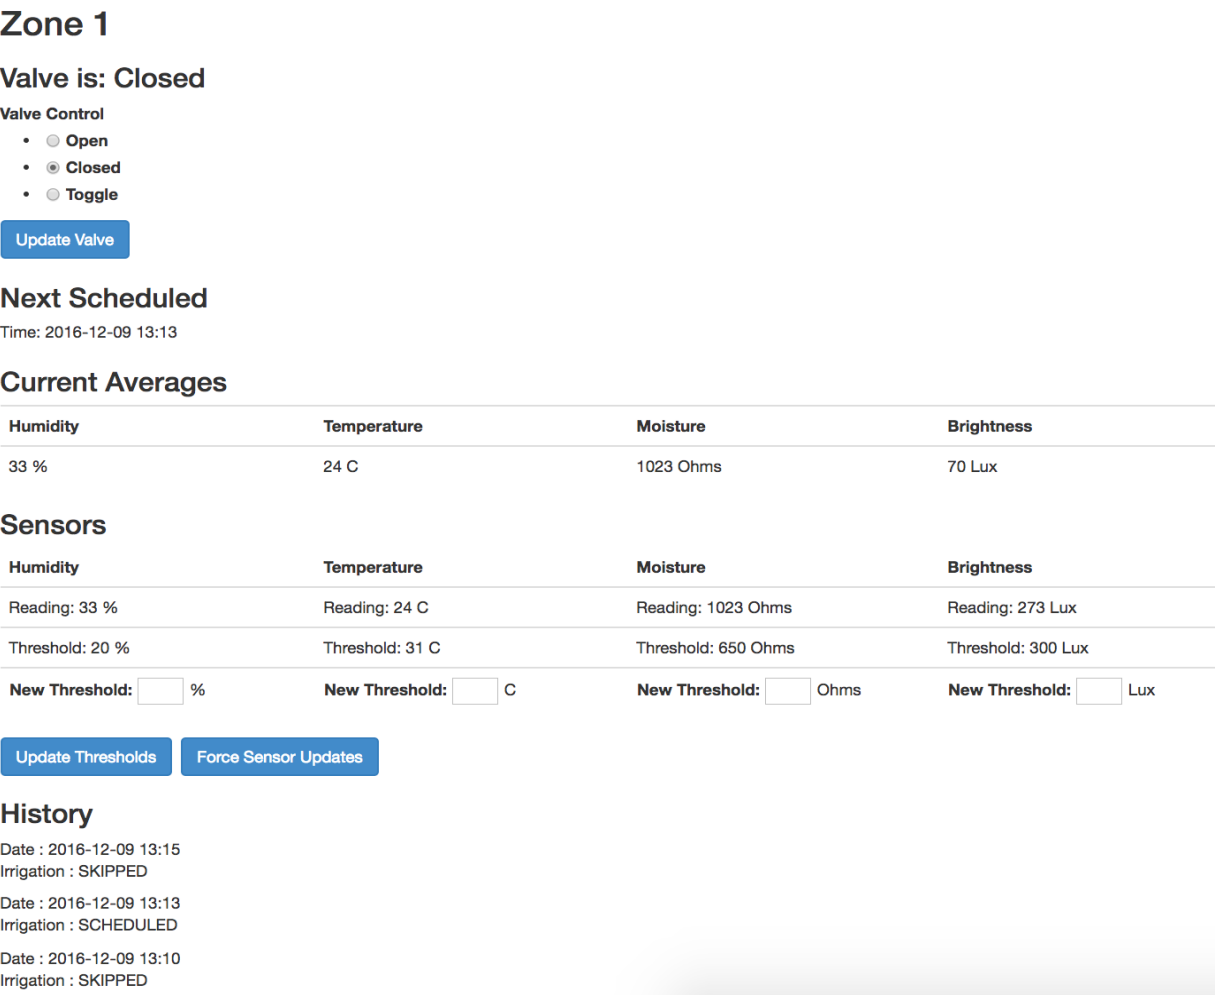 Zone 1
Valve is: Closed
Valve Control
Open
Closed
Toggle
Update Valve
Next Scheduled
Time: 2016-12-09 13:13
Current Averages
Humidity Temperature Moisture Brightness
33 % 24 C 1023 Ohms 70 Lux
Sensors
Humidity Temperature Moisture Brightness
Reading: 33 % Reading: 24 C Reading: 1023 Ohms Reading: 273 Lux
Threshold: 20 % Threshold: 31 C Threshold: 650 Ohms Threshold: 300 Lux
New Threshold: % New Threshold: C New Threshold: Ohms New Threshold: Lux
Update Thresholds Force Sensor Updates
History
Date : 2016-12-09 13:15
Irrigation : SKIPPED
Date : 2016-12-09 13:13
Irrigation : SCHEDULED
Date : 2016-12-09 13:10
Irrigation : SKIPPED